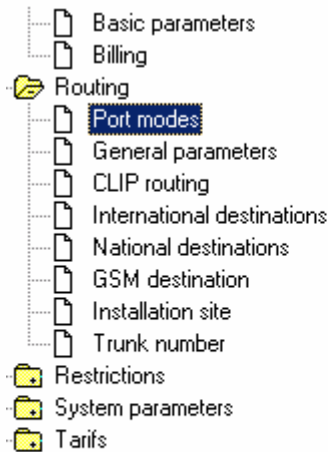 Basic parameters
Billing
Routing
Port modes
General parameters
CLIP routing
International destinations
National destinations
GSM destination
Installation site
Trunk number
Restrictions
System parameters
Tarifs